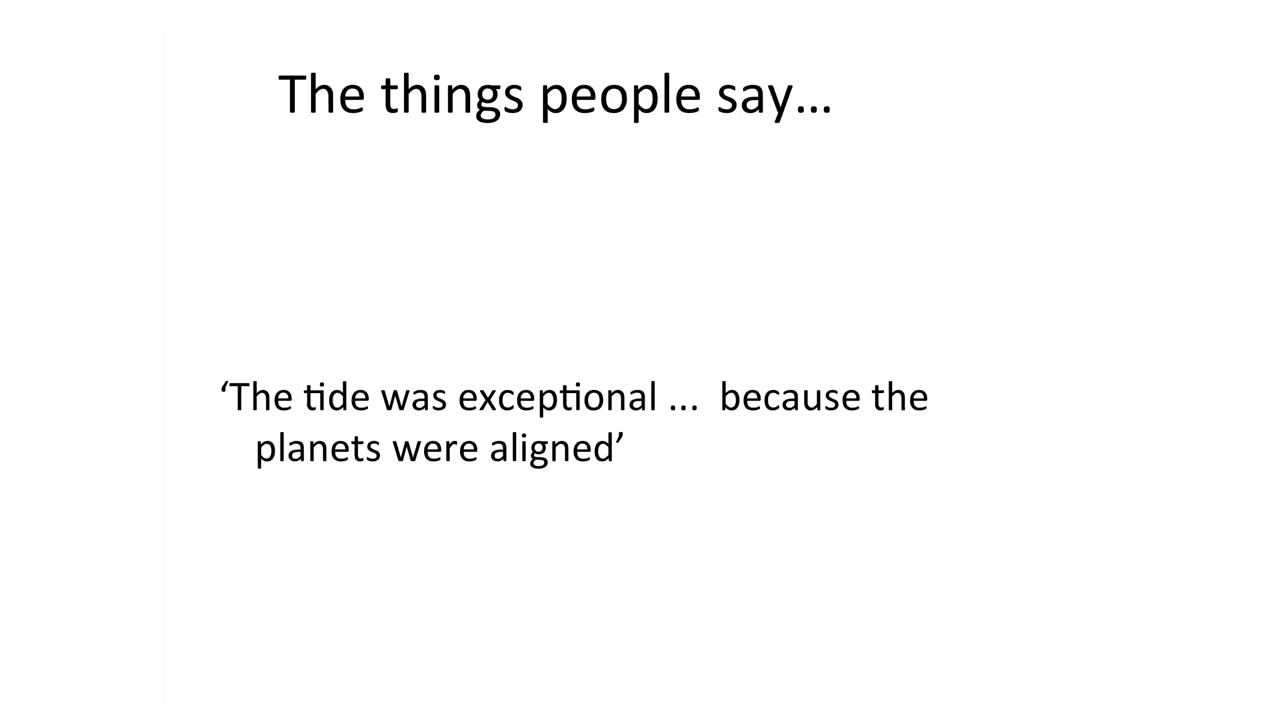 The things people say...
‘The tide was exceptional ...  because the
planets were aligned’